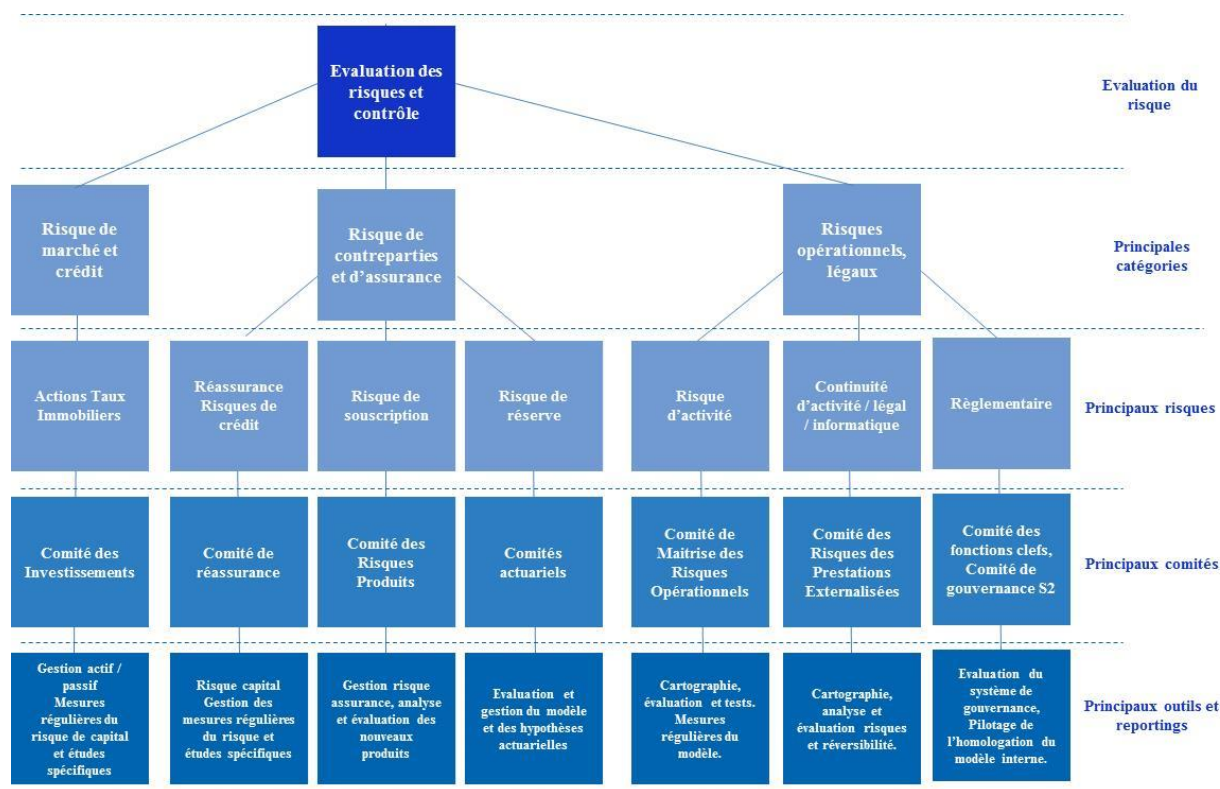 Evaluation des
risques et
contrôle
Evaluation du
risque
Risque de
marché et
crédit
Risque de
contreparties
et d’assurance
Risques
opérationnels,
légaux
Principales
catégories
Actions Taux
Immobiliers
Réassurance
Risques de
crédit
Risque de
souscription
Risque de
réserve
Risque
d’activité
Continuité
d’activité / légal
/ informatique
Règlementaire
Principaux risques
Comité des
Investissements
Comité de
réassurance
Comité des
Risques
Produits
Comités
actuariels
Comité de
Maitrise des
Risques
Opérationnels
Comité des
Risques des
Prestations
Externalisées
Comité des
fonctions clefs,
Comité de
gouvernance S2
Principaux comités
Gestion actif /
passif
Mesures
régulières du
risque de capital
et études
spécifiques
Risque capital
Gestion des
mesures régulières
du risque et
études spécifiques
Gestion risque
assurance, analyse
et évaluation des
nouveaux
produits
Evaluation et
gestion du modèle
et des hypothèses
actuarielles
Cartographie,
évaluation et tests.
Mesures
régulières du
modèle.
Cartographie,
analyse et
évaluation risques
et réversibilité.
Evaluation du
système de
gouvernance,
Pilotage de
l’homologation du
modèle interne.
Principaux outils et
reportings